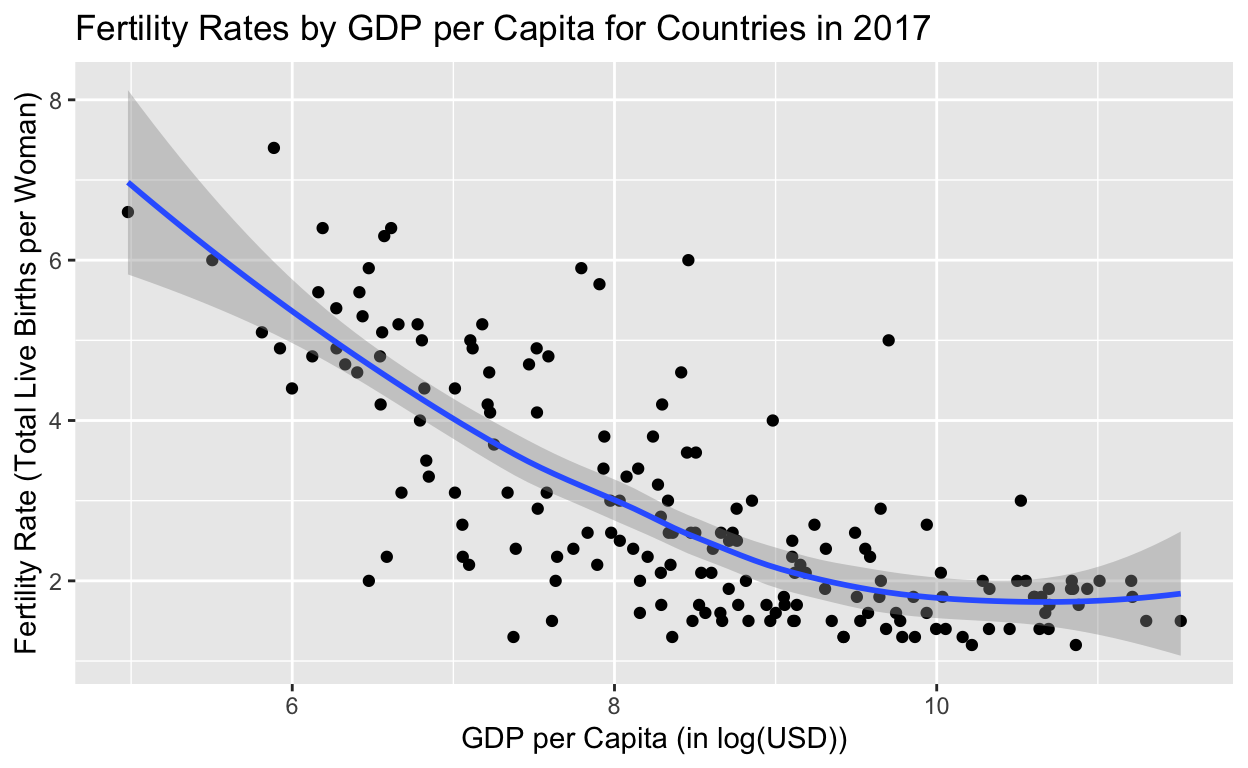 Fertility Rates by GDP per Capita for Countries in 2017
Fertility Rate (Total Live Births per Woman)
8
6
4
2
6 8 10
GDP per Capita (in log(USD))